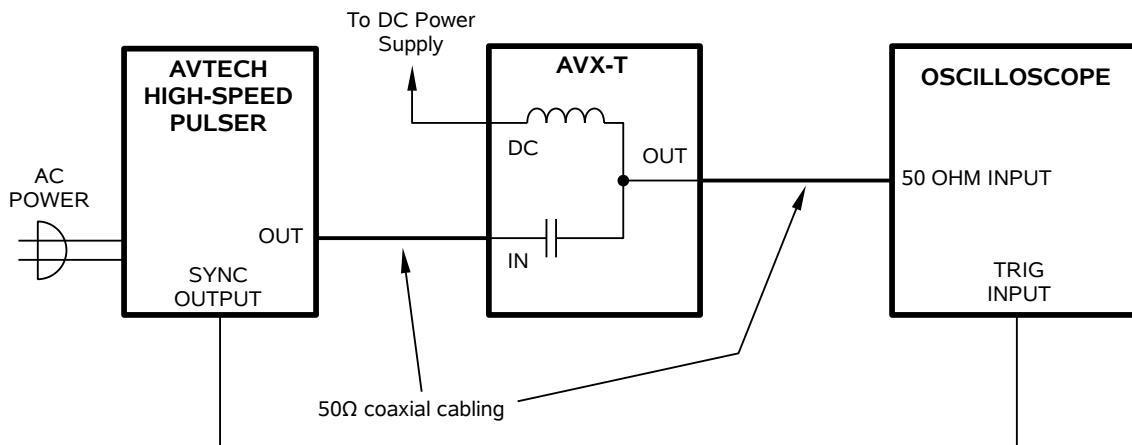 To DC Power
Supply
AVTECH
HIGH-SPEED
PULSER
AVX-T
OSCILLOSCOPE
DC
OUT
50 OHM INPUT
AC
POWER
OUT
IN
SYNC
OUTPUT
TRIG
INPUT
50Ω coaxial cabling